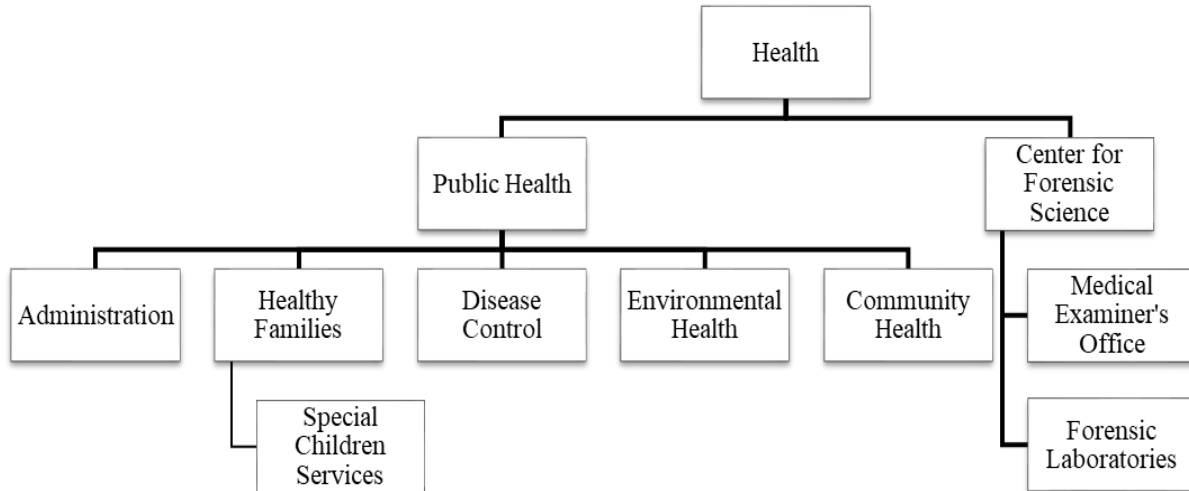 Health
Public Health
Center for
Forensic
Science
Administration
Healthy
Families
Disease
Control
Environmental
Health
Community
Health
Medical
Examiner's
Office
Special
Children
Services
Forensic
Laboratories